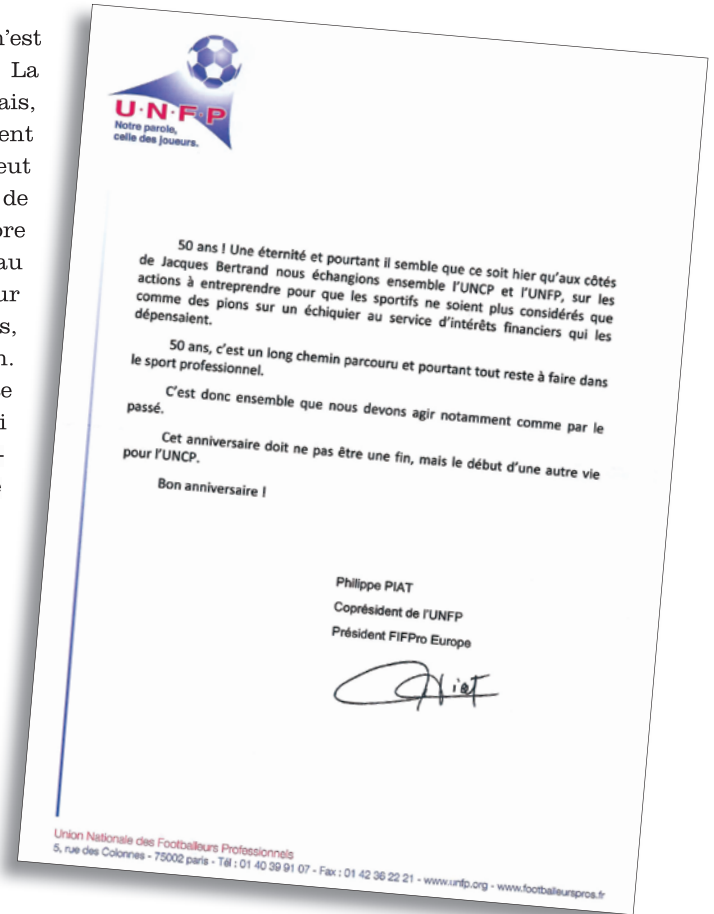 n'est
La
ais,
ent
eut
de
ore
au
ur
s,
n.
e
i
-
e
U·N·F·P
Notre parole,
celle des joueurs.
50 ans ! Une éternité et pourtant il semble que ce soit hier qu'aux côtés
de Jacques Bertrand nous échangions ensemble l'UNCP et l'UNFP, sur les
actions à entreprendre pour que les sportifs ne soient plus considérés que
comme des pions sur un échiquier au service d'intérêts financiers qui les
dépensaient.
50 ans, c'est un long chemin parcouru et pourtant tout reste à faire dans
le sport professionnel.
C'est donc ensemble que nous devons agir notamment comme par le
passé.
Cet anniversaire doit ne pas être une fin, mais le début d'une autre vie
pour l'UNCP.
Bon anniversaire !
Philippe PIAT
Coprésident de l'UNFP
Président FIFPro Europe
Piat
Union Nationale des Footballeurs Professionnels
5, rue des Colonnes - 75002 paris - Tél : 01 40 39 91 07 - Fax : 01 42 36 22 21 - www.unfp.org - www.footballeurspros.fr